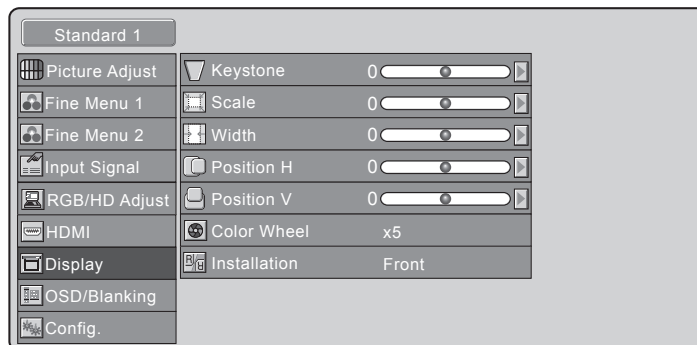 Standard 1
Picture Adjust
Fine Menu 1
Fine Menu 2
Input Signal
RGB/HD Adjust
HDMI
Display
OSD/Blanking
Config.
Keystone 0
Scale 0
Width 0
Position H 0
Position V 0
Color Wheel x5
Installation Front